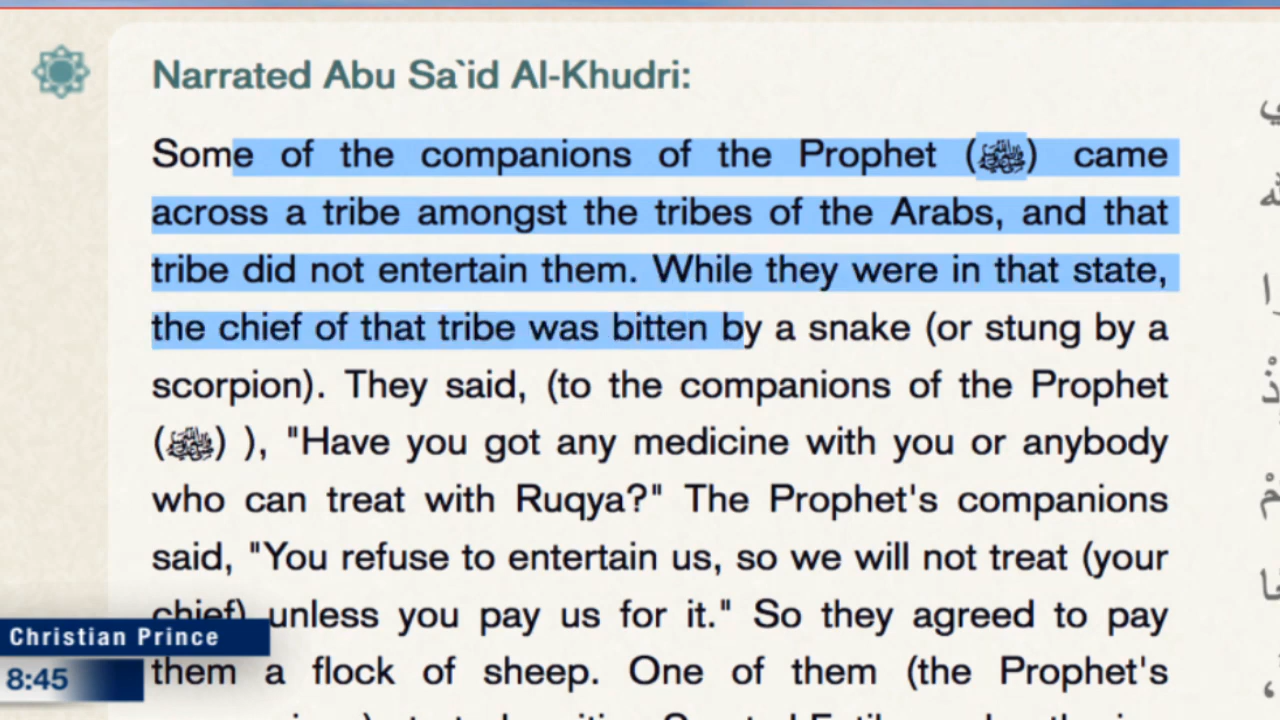 Narrated Abu Sa`id Al-Khudri:
Some of the companions of the Prophet (ﷺ) came
across a tribe amongst the tribes of the Arabs, and that
tribe did not entertain them. While they were in that state,
the chief of that tribe was bitten by a snake (or stung by a
scorpion). They said, (to the companions of the Prophet
(ﷺ) ), "Have you got any medicine with you or anybody
who can treat with Ruqya?" The Prophet's companions
said, "You refuse to entertain us, so we will not treat (your
chief) unless you pay us for it." So they agreed to pay
them a flock of sheep. One of them (the Prophet's
Christian Prince
8:45